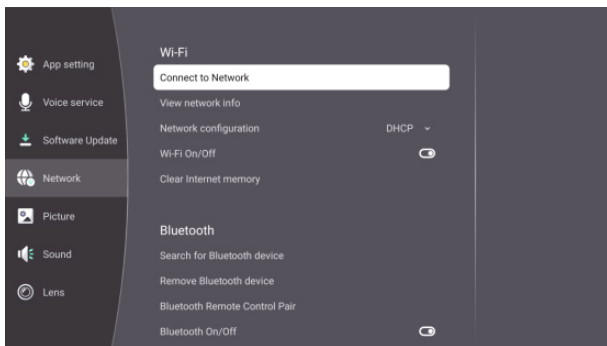 App setting
Voice service
Software Update
Network
Picture
Sound
Lens
Wi-Fi
Connect to Network
View network info
Network configuration DHCP
Wi-Fi On/Off
Clear Internet memory
Bluetooth
Search for Bluetooth device
Remove Bluetooth device
Bluetooth Remote Control Pair
Bluetooth On/Off